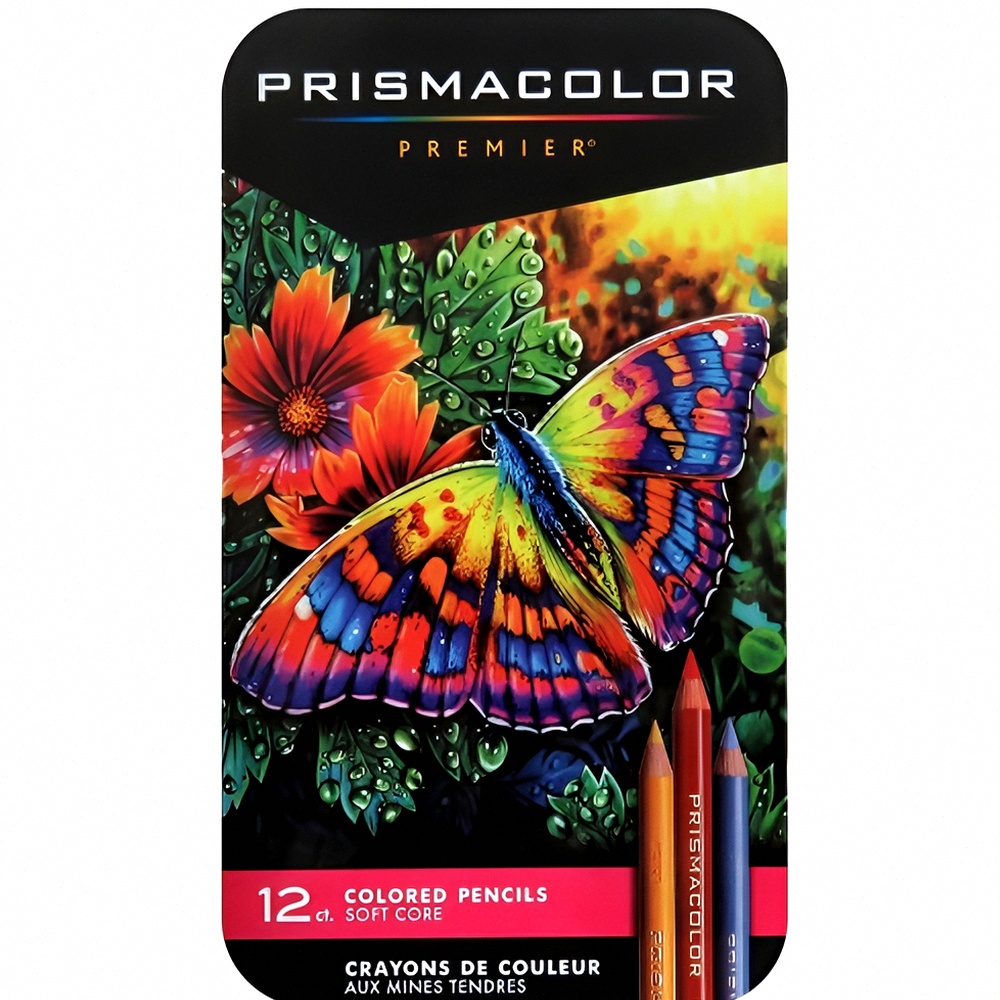 PRISMACOLOR
PREMIER®
PRISMACOLOR
12 ct.
COLORED PENCILS
SOFT CORE
CRAYONS DE COULEUR
AUX MINES TENDRES